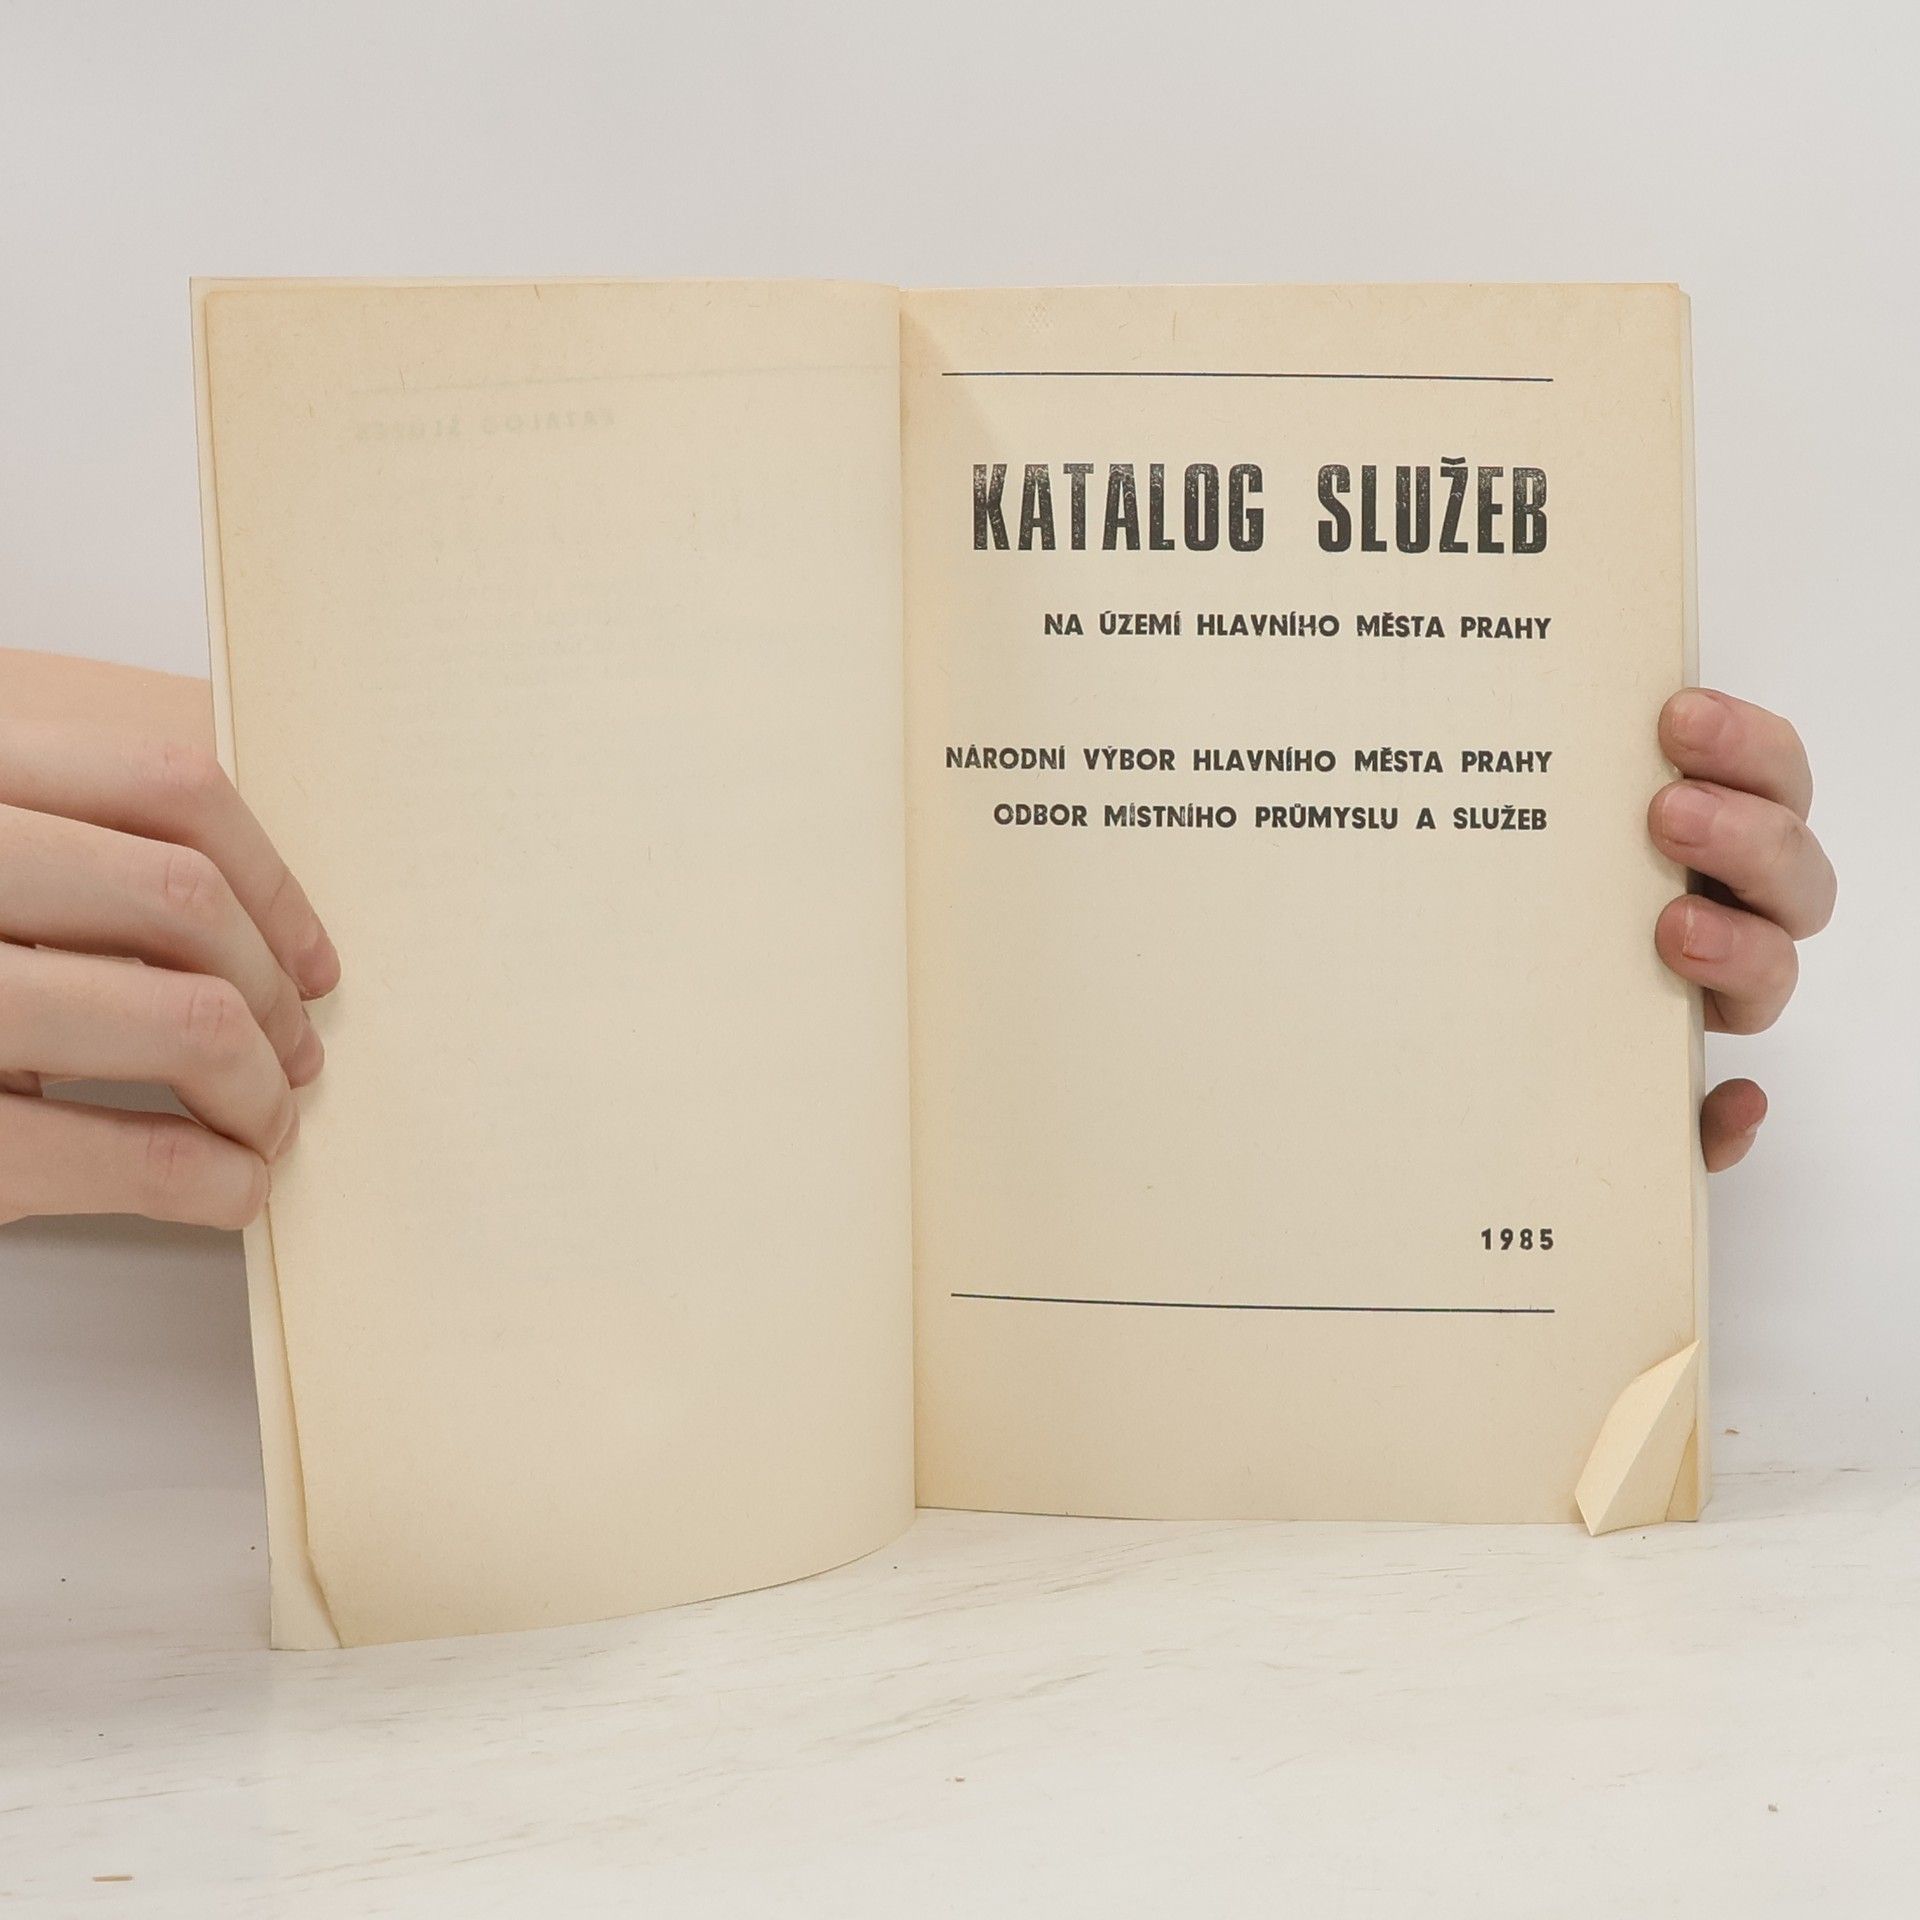 KATALOG SLUŽEB
NA ÚZEMÍ HLAVNÍHO MĚSTA PRAHY
NÁRODNÍ VÝBOR HLAVNÍHO MĚSTA PRAHY
ODBOR MÍSTNÍHO PRŮMYSLU A SLUŽEB
1985